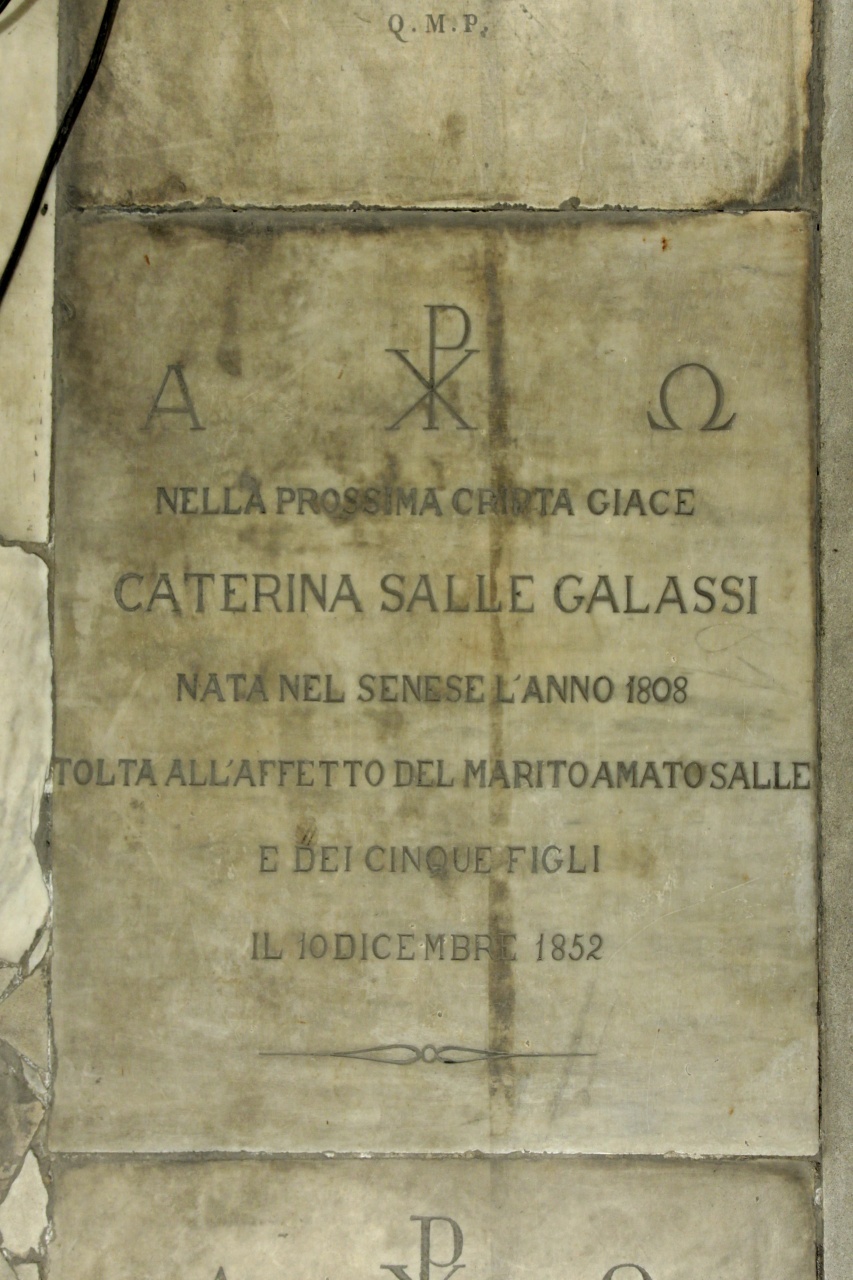 Q. M. P.
Α ☧ Ω
NELLA PROSSIMA CRIPTA GIACE
CATERINA SALLE GALASSI
NATA NEL SENESE L'ANNO 1808
TOLTA ALL'AFFETTO DEL MARITO AMATO SALLE
E DEI CINQUE FIGLI
IL 10 DICEMBRE 1852
☧